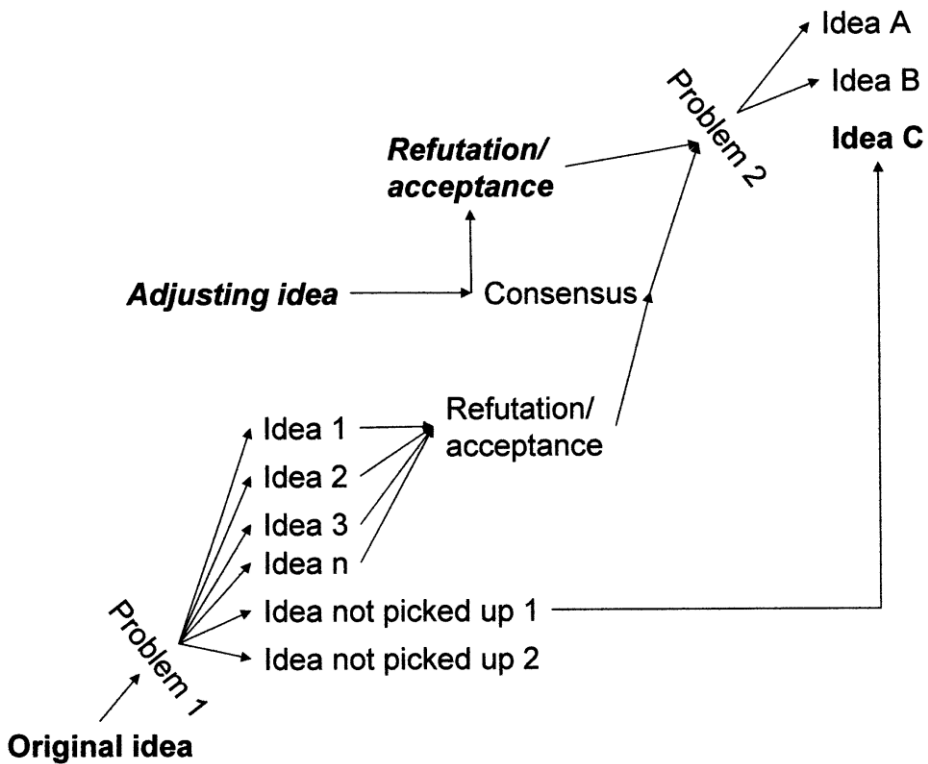 Idea A
Idea B
Idea C
Problem 2
Refutation/
acceptance
Adjusting idea
Consensus
Refutation/
acceptance
Idea 1
Idea 2
Idea 3
Idea n
Idea not picked up 1
Idea not picked up 2
Problem 1
Original idea